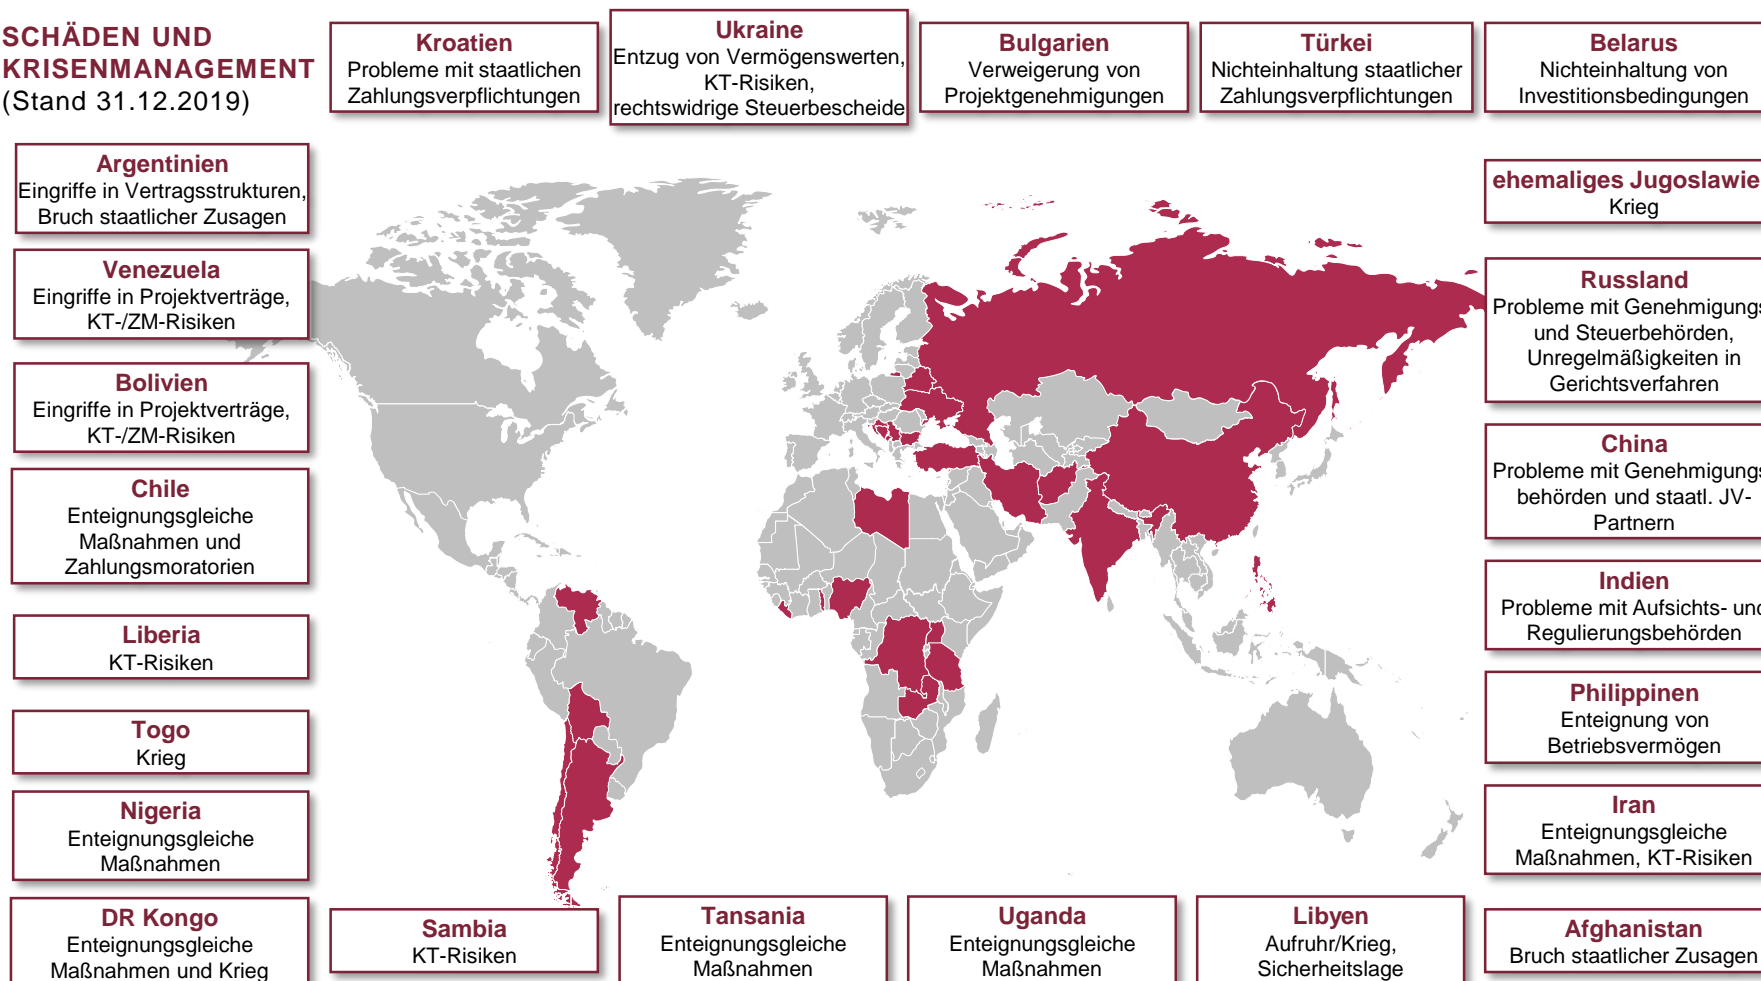 SCHÄDEN UND
KRISENMANAGEMENT
(Stand 31.12.2019)
Kroatien
Probleme mit staatlichen
Zahlungsverpflichtungen
Ukraine
Entzug von Vermögenswerten,
KT-Risiken,
rechtswidrige Steuerbescheide
Bulgarien
Verweigerung von
Projektgenehmigungen
Türkei
Nichteinhaltung staatlicher
Zahlungsverpflichtungen
Belarus
Nichteinhaltung von
Investitionsbedingungen
Argentinien
Eingriffe in Vertragsstrukturen,
Bruch staatlicher Zusagen
Venezuela
Eingriffe in Projektverträge,
KT-/ZM-Risiken
Bolivien
Eingriffe in Projektverträge,
KT-/ZM-Risiken
Chile
Enteignungsgleiche
Maßnahmen und
Zahlungsmoratorien
Liberia
KT-Risiken
Togo
Krieg
Nigeria
Enteignungsgleiche
Maßnahmen
DR Kongo
Enteignungsgleiche
Maßnahmen und Krieg
Sambia
KT-Risiken
Tansania
Enteignungsgleiche
Maßnahmen
Uganda
Enteignungsgleiche
Maßnahmen
Libyen
Aufruhr/Krieg,
Sicherheitslage
ehemaliges Jugoslawie
Krieg
Russland
Probleme mit Genehmigungs
und Steuerbehörden,
Unregelmäßigkeiten in
Gerichtsverfahren
China
Probleme mit Genehmigungs
behörden und staatl. JV-
Partnern
Indien
Probleme mit Aufsichts- und
Regulierungsbehörden
Philippinen
Enteignung von
Betriebsvermögen
Iran
Enteignungsgleiche
Maßnahmen, KT-Risiken
Afghanistan
Bruch staatlicher Zusagen